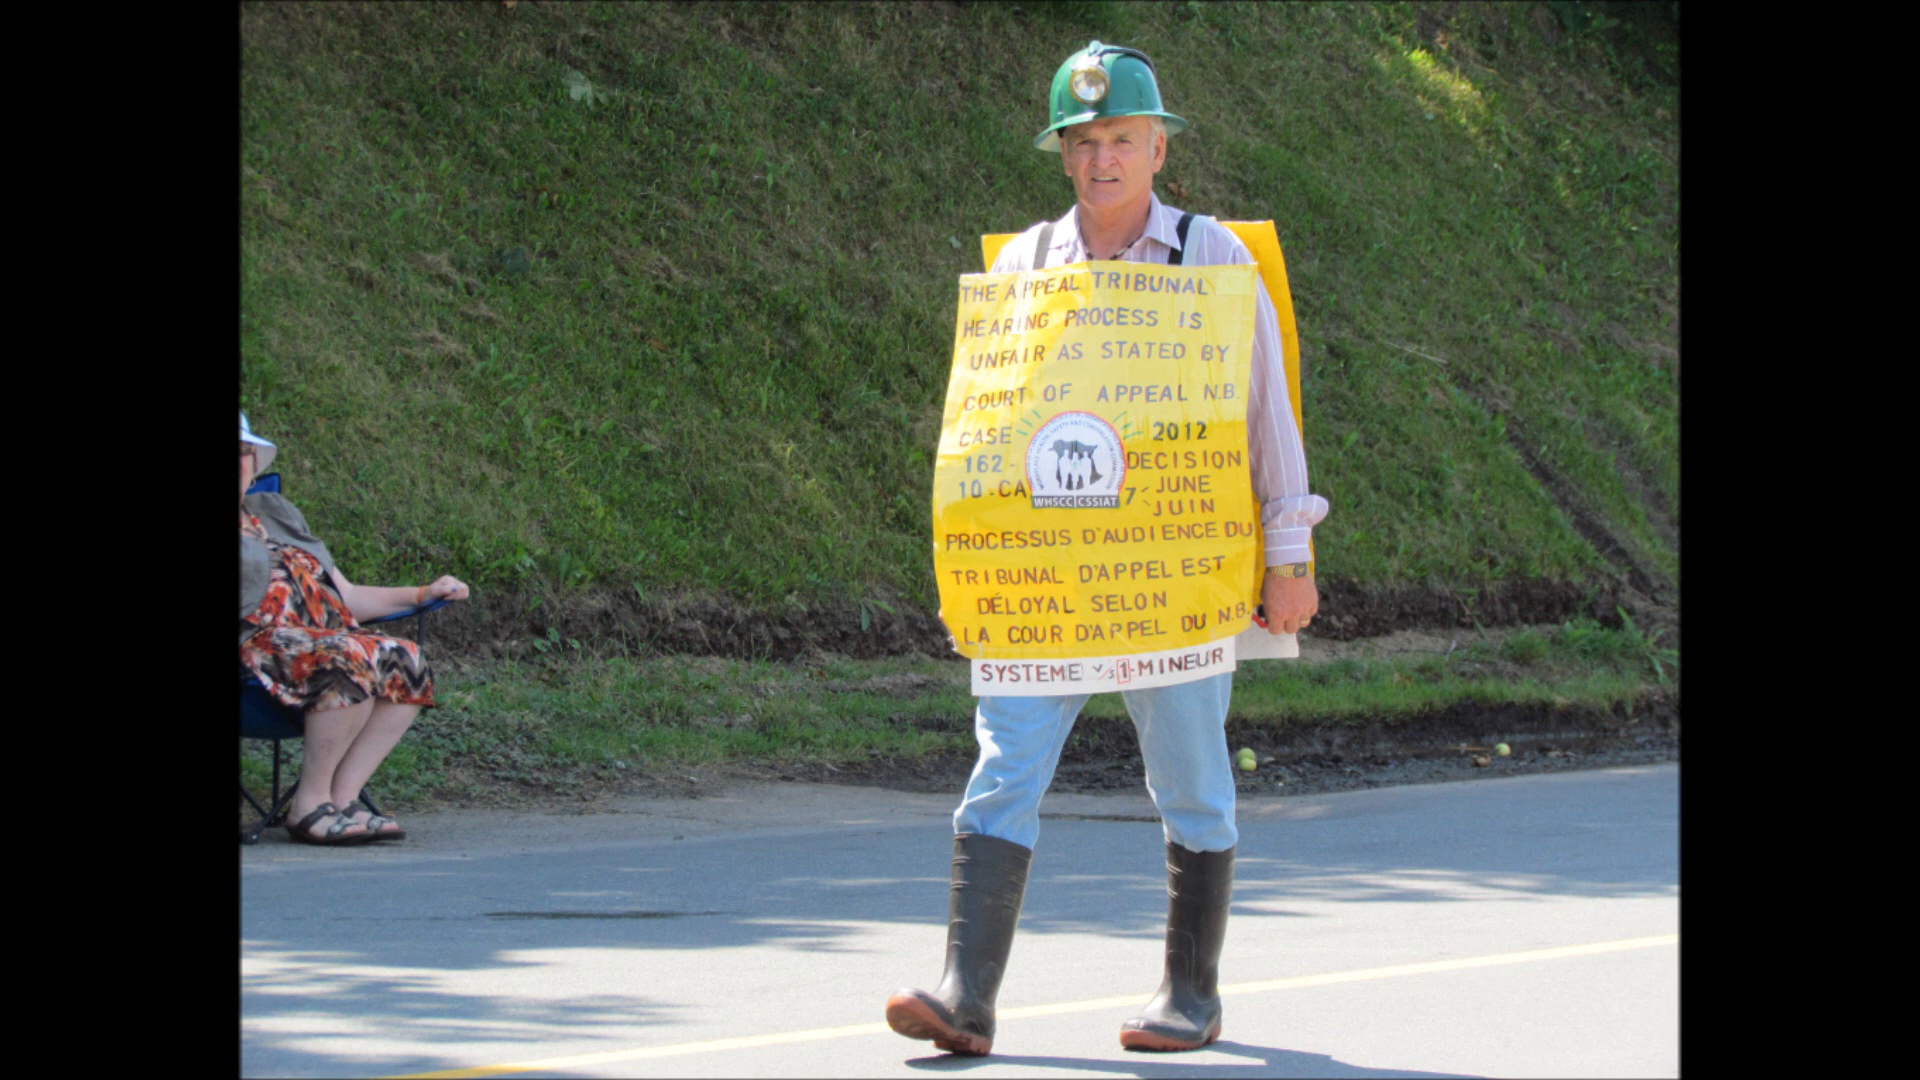 THE APPEAL TRIBUNAL
HEARING PROCESS IS
UNFAIR AS STATED BY
COURT OF APPEAL N.B.
CASE 2012
162- DECISION
10-CA 7 JUNE
JUIN
WHSCC|CSSIAT
PROCESSUS D'AUDIENCE DU
TRIBUNAL D'APPEL EST
DÉLOYAL SELON
LA COUR D'APPEL DU N.B.
SYSTEME v/s 1-MINEUR